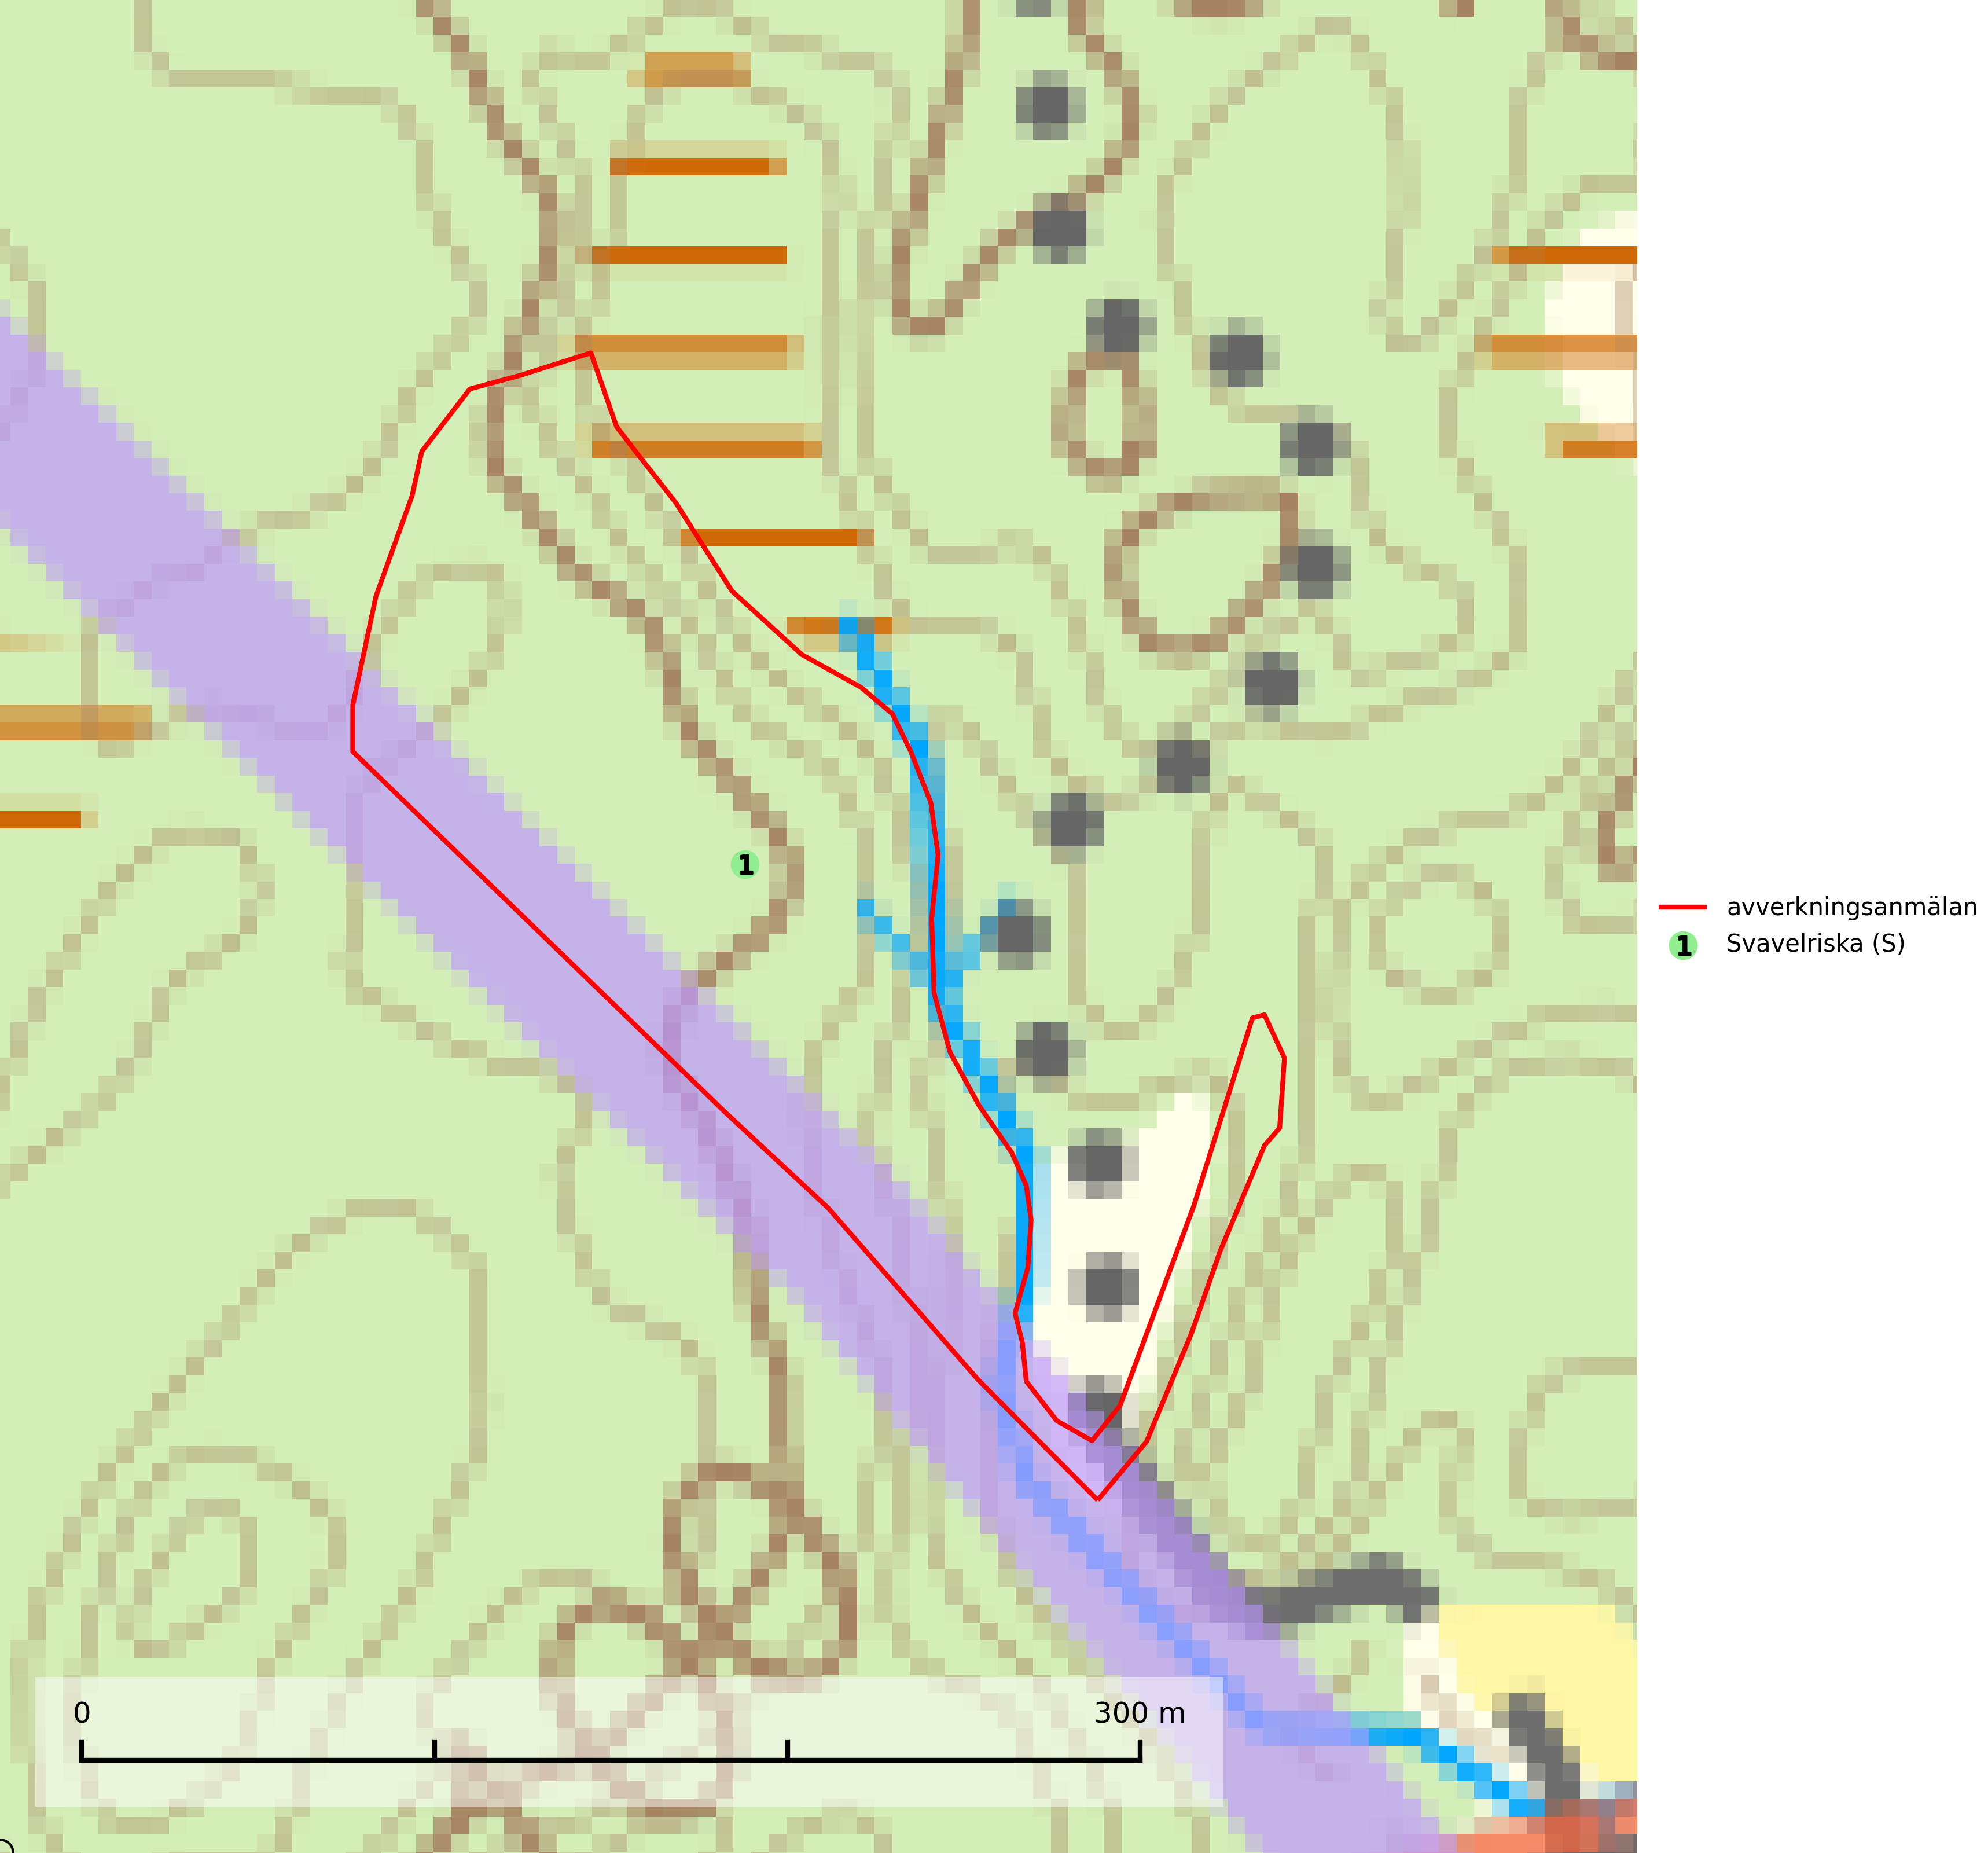 1
avverkningsanmälan
1 Svavelriska (S)
0 300 m